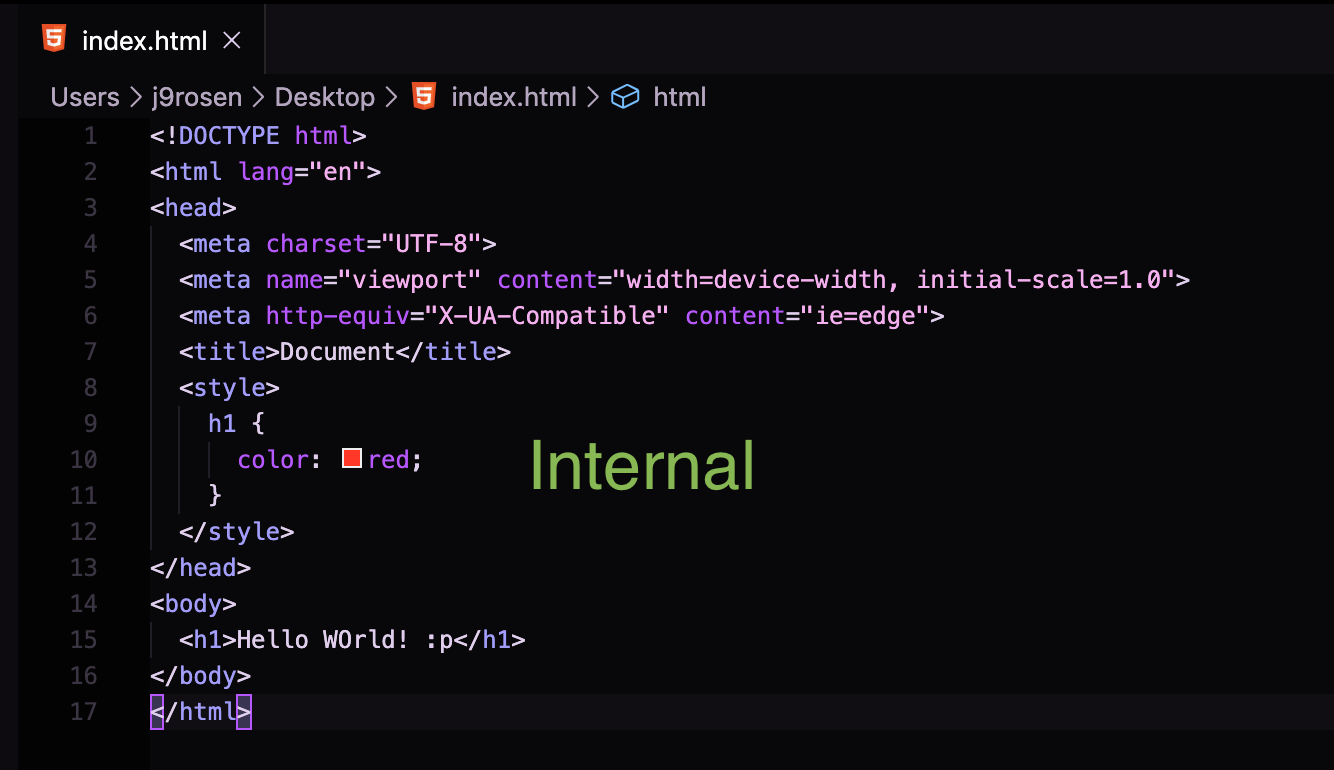 index.html ×
Users > j9rosen > Desktop > index.html > html
1 <!DOCTYPE html>
2 <html lang="en">
3 <head>
4   <meta charset="UTF-8">
5   <meta name="viewport" content="width=device-width, initial-scale=1.0">
6   <meta http-equiv="X-UA-Compatible" content="ie=edge">
7   <title>Document</title>
8   <style>
9     h1 {
10       color: red;
Internal
11     }
12   </style>
13 </head>
14 <body>
15   <h1>Hello WOrld! :p</h1>
16 </body>
17 </html>